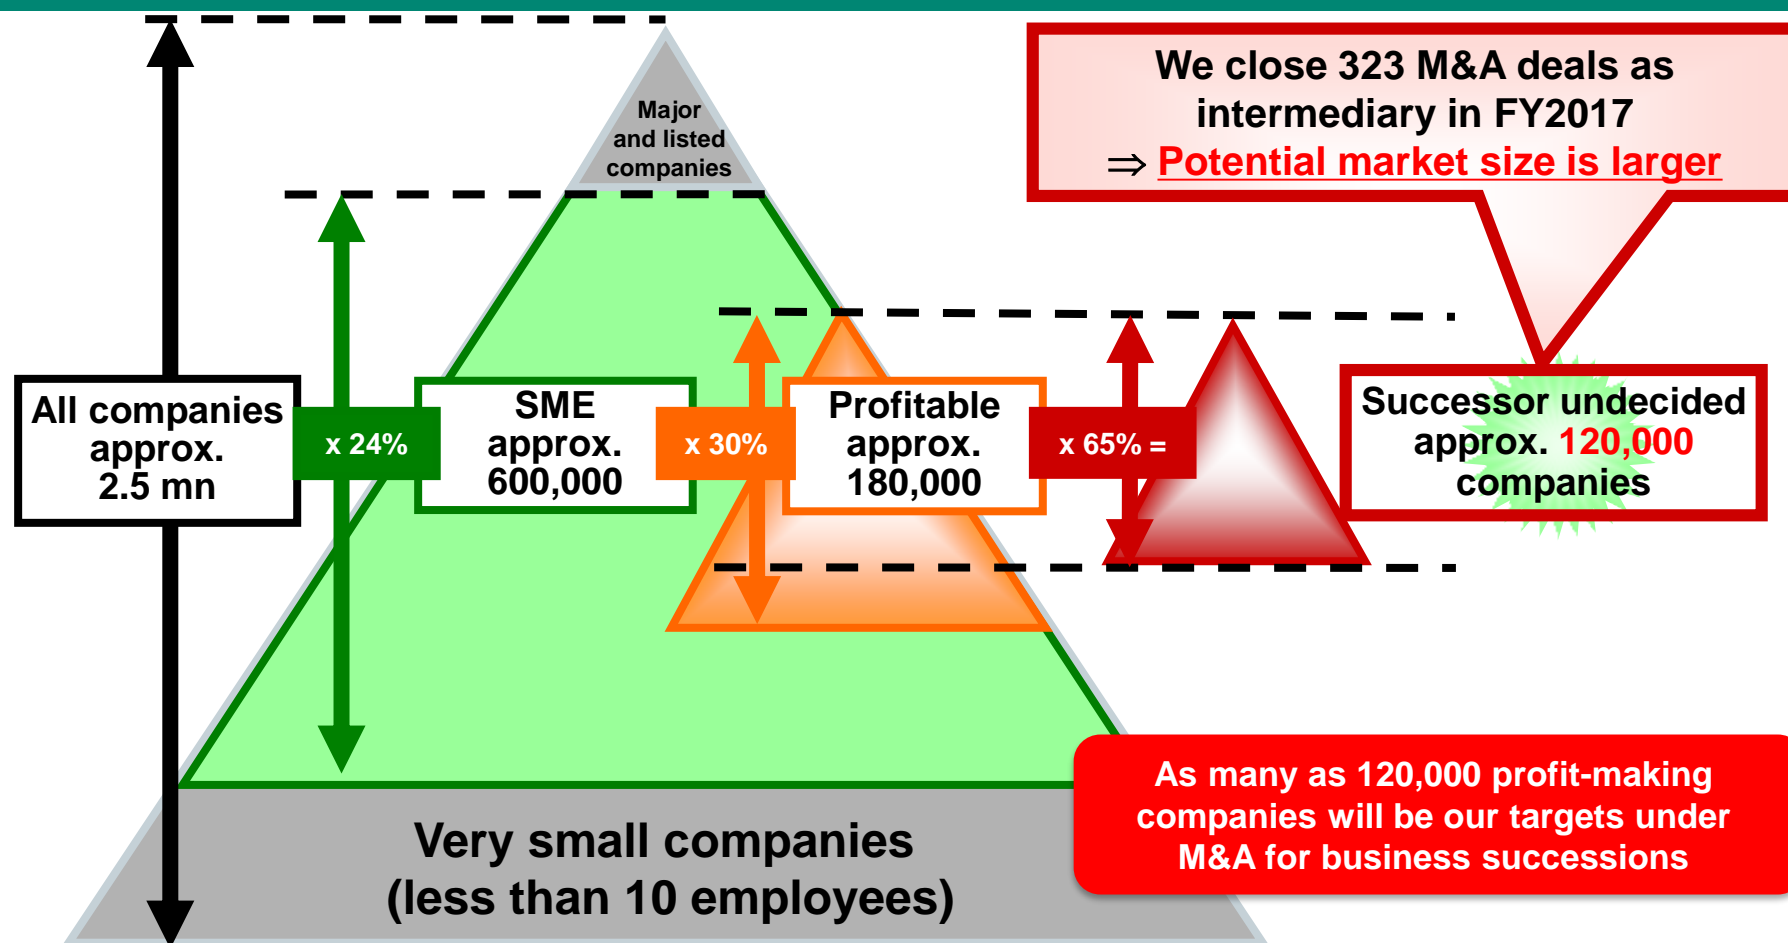 Major
and listed
companies
We close 323 M&A deals as
intermediary in FY2017
⇒ Potential market size is larger
All companies
approx.
2.5 mn
x 24%
SME
approx.
600,000
x 30%
Profitable
approx.
180,000
x 65% =
Successor undecided
approx. 120,000
companies
As many as 120,000 profit-making
companies will be our targets under
M&A for business successions
Very small companies
(less than 10 employees)